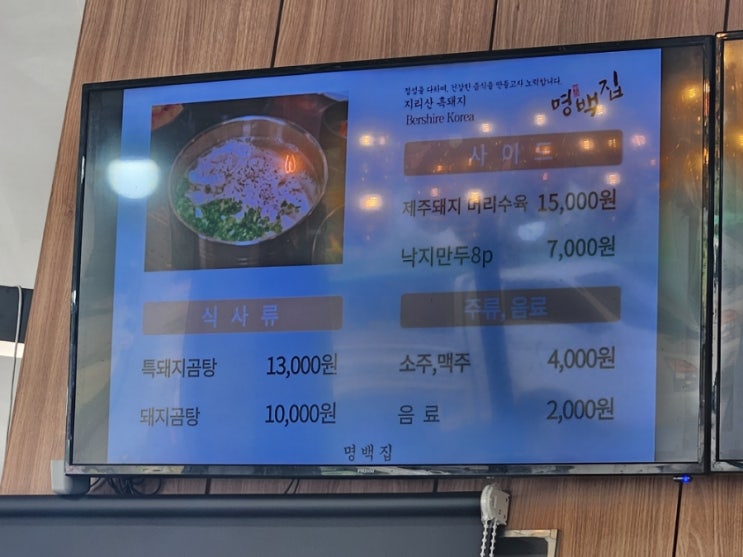 정성을 다하며, 건강한 음식을 만들고자 노력합니다.
지리산 흑돼지
Bershire Korea
명백집
사이드
제주돼지 머리수육 15,000원
낙지만두8p 7,000원
식사류
특돼지곰탕 13,000원
돼지곰탕 10,000원
주류,음료
소주,맥주 4,000원
음료 2,000원
명백집